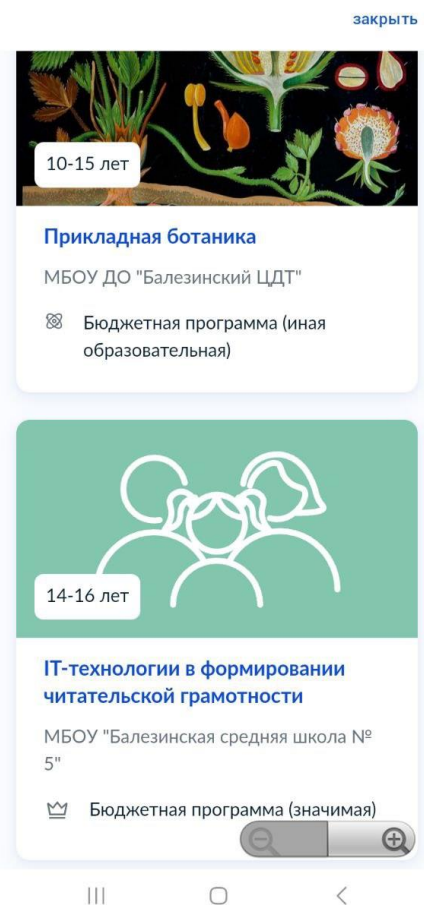 закрыть
10-15 лет
Прикладная ботаника
МБОУ ДО "Балезинский ЦДТ"
Бюджетная программа (иная
образовательная)
14-16 лет
IT-технологии в формировании
читательской грамотности
МБОУ "Балезинская средняя школа №
5"
Бюджетная программа (значимая)